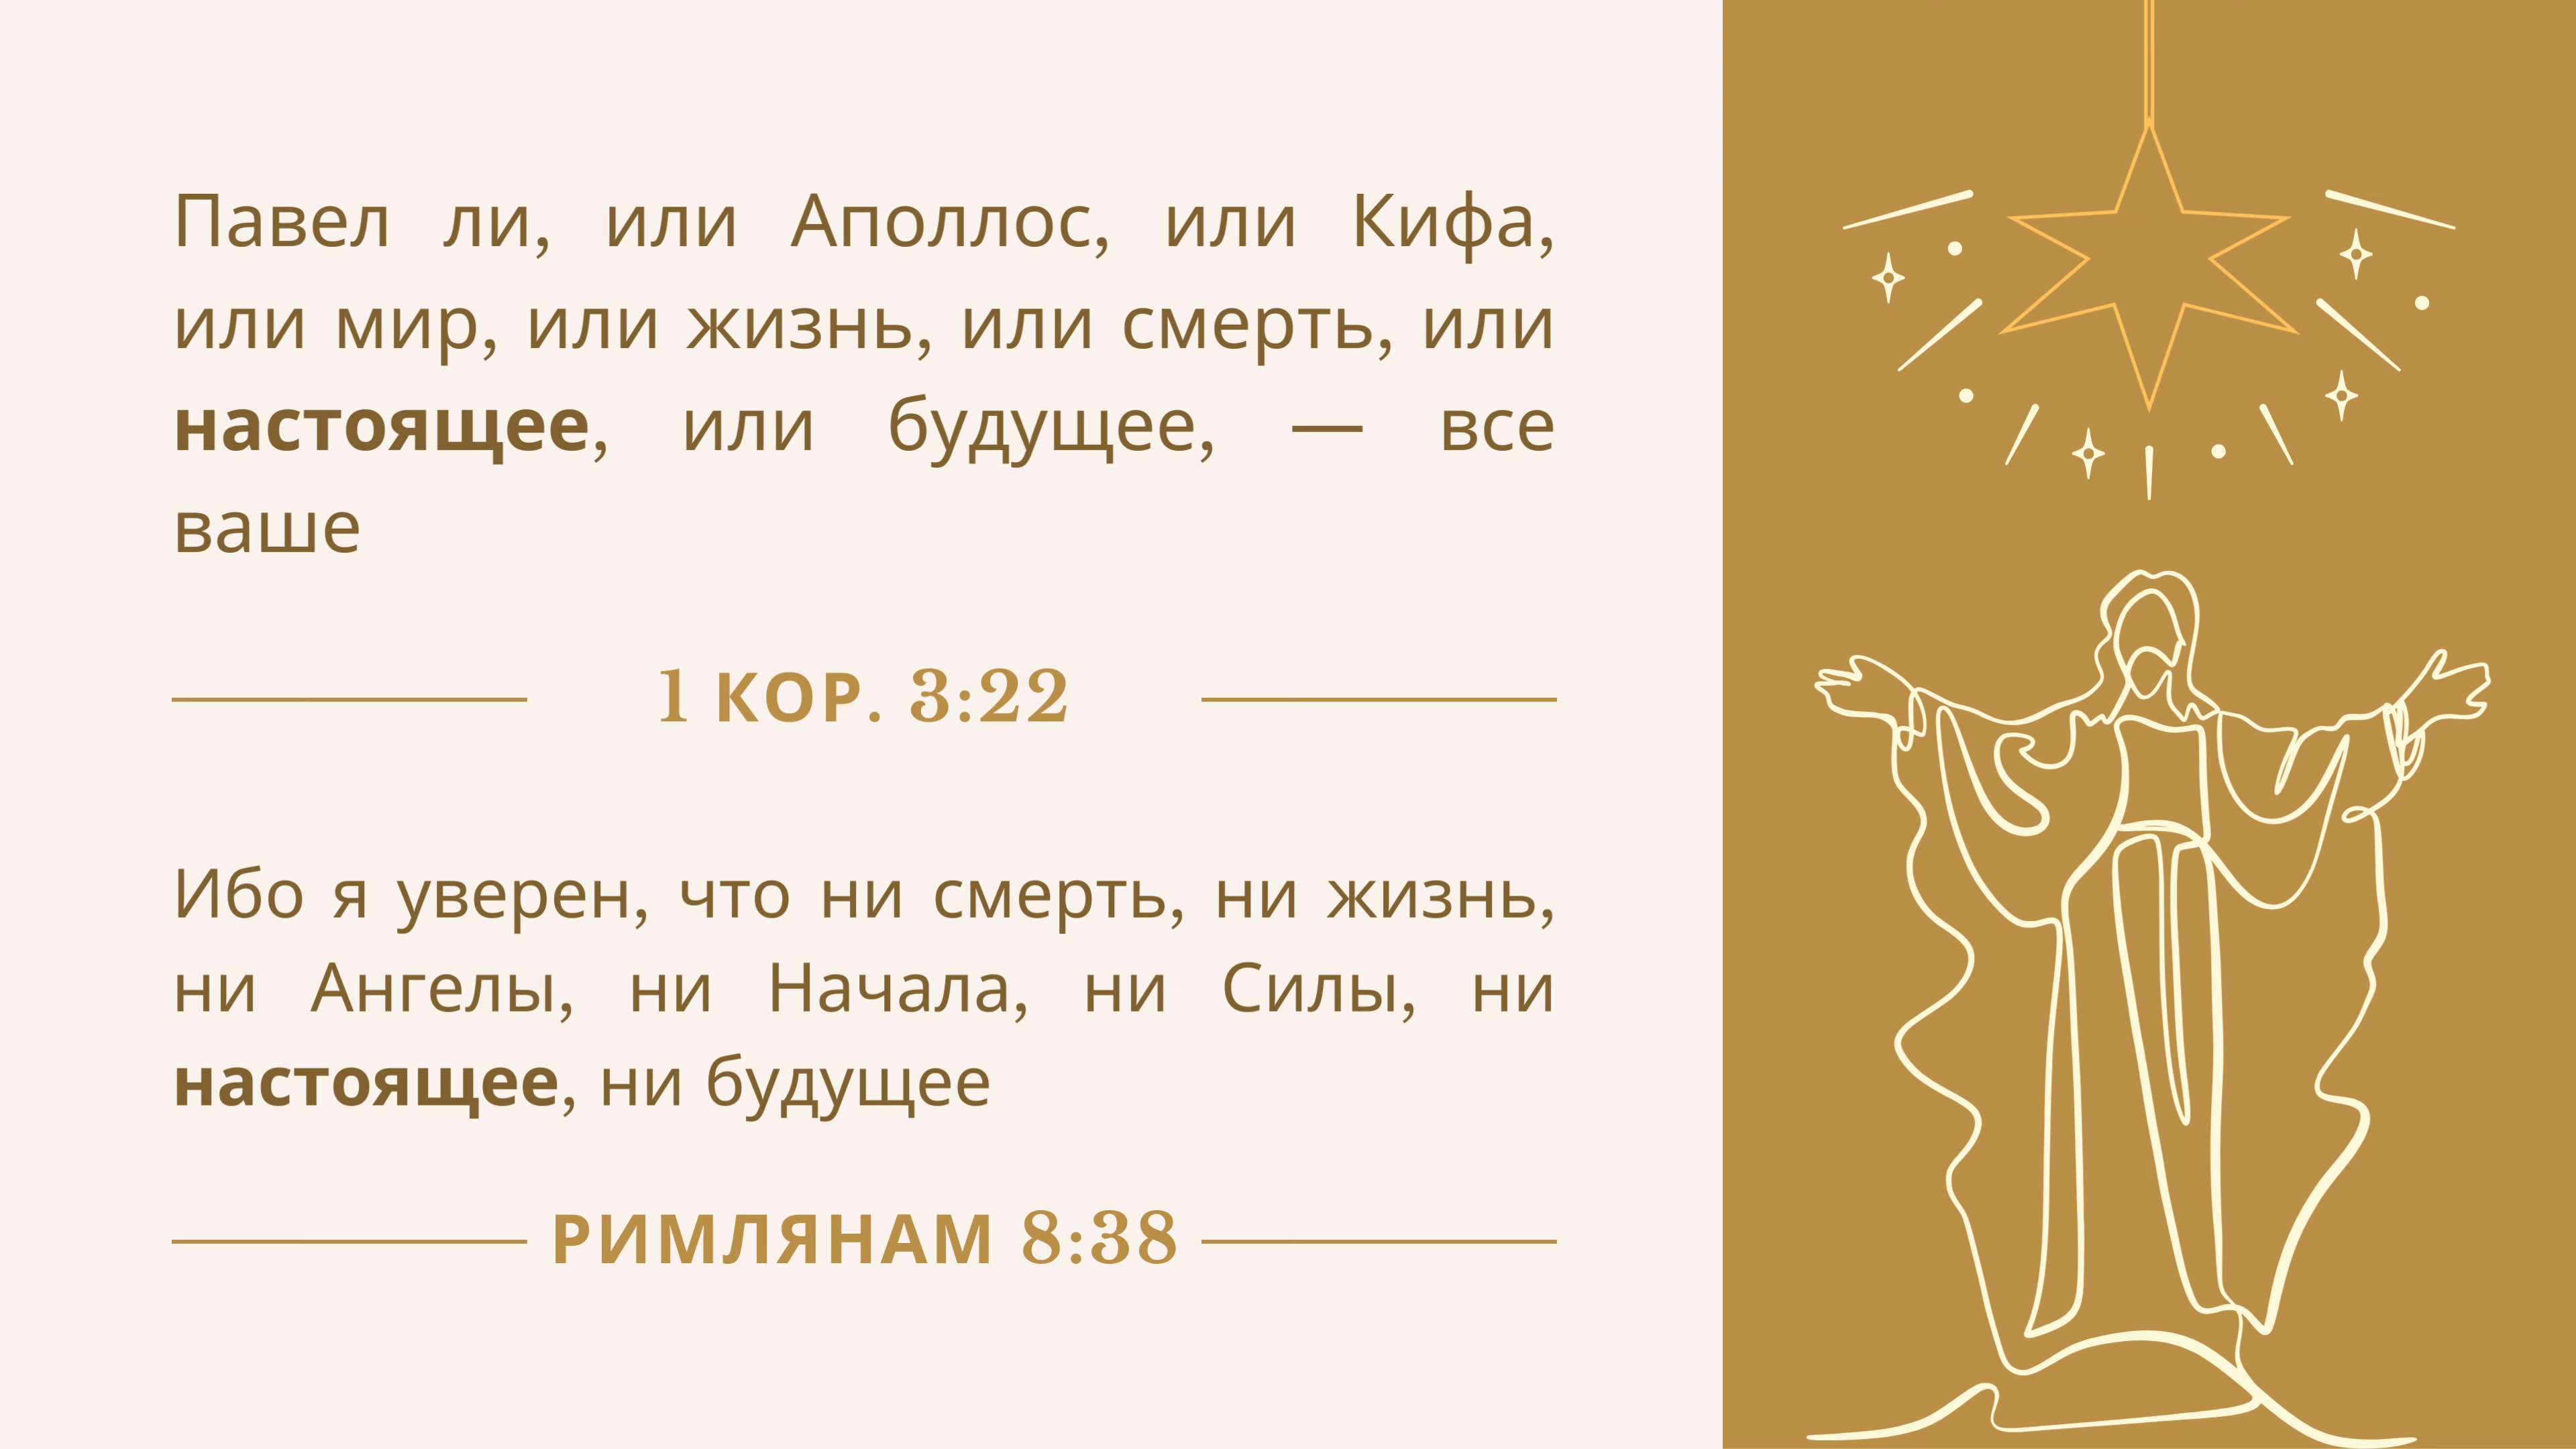 Павел ли, или Аполлос, или Кифа,
или мир, или жизнь, или смерть, или
настоящее, или будущее, — все
ваше
1 КОР. 3:22
Ибо я уверен, что ни смерть, ни жизнь,
ни Ангелы, ни Начала, ни Силы, ни
настоящее, ни будущее
РИМЛЯНАМ 8:38